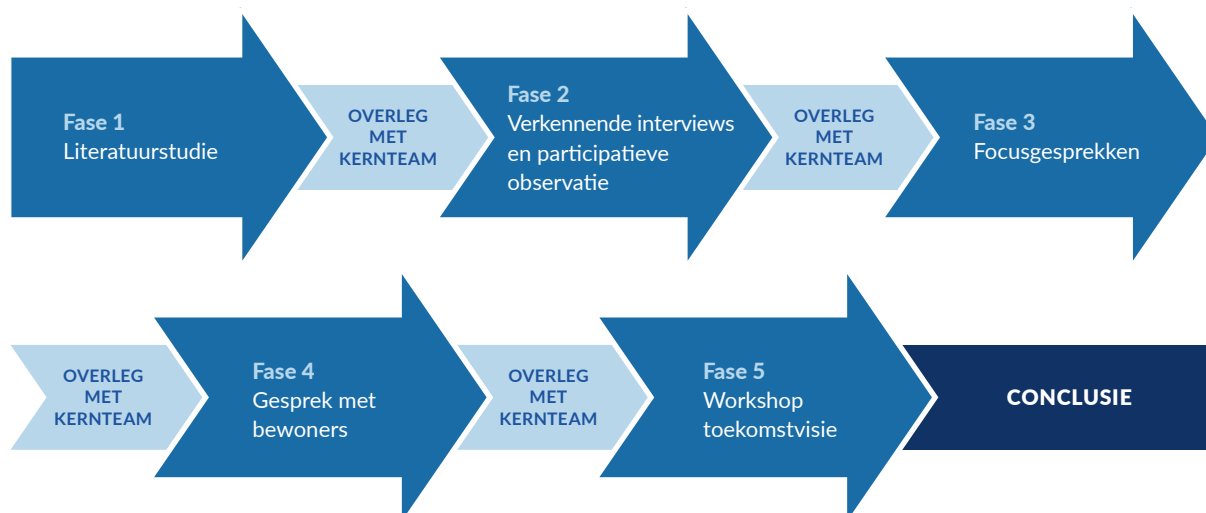 Fase 1
Literatuurstudie
OVERLEG
MET
KERNTEAM
Fase 2
Verkennende interviews
en participatieve
observatie
OVERLEG
MET
KERNTEAM
Fase 3
Focusgesprekken
OVERLEG
MET
KERNTEAM
Fase 4
Gesprek met
bewoners
OVERLEG
MET
KERNTEAM
Fase 5
Workshop
toekomstvisie
CONCLUSIE